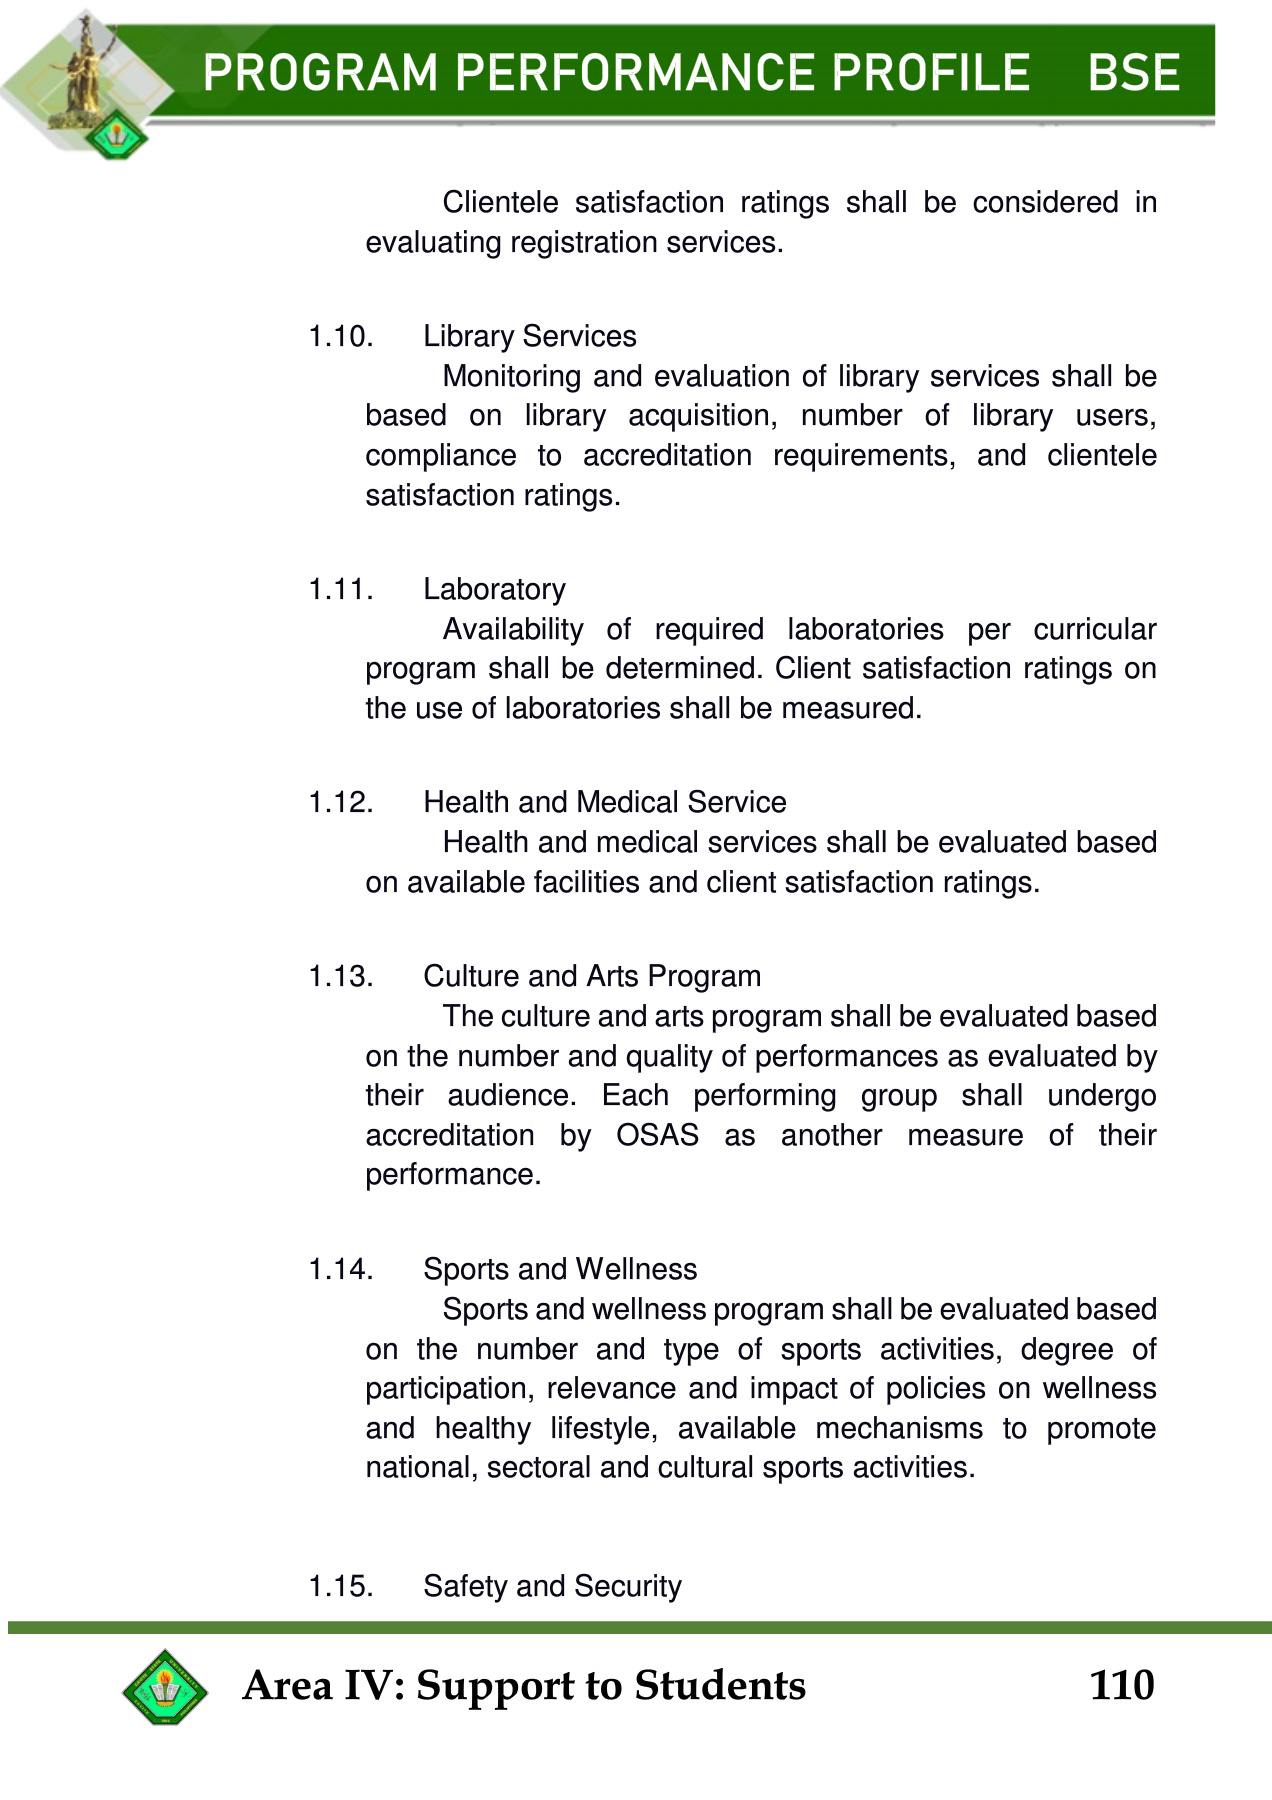 PROGRAM PERFORMANCE PROFILE BSE
Clientele satisfaction ratings shall be considered in
evaluating registration services.
1.10. Library Services
Monitoring and evaluation of library services shall be
based on library acquisition, number of library users,
compliance to accreditation requirements, and clientele
satisfaction ratings.
1.11. Laboratory
Availability of required laboratories per curricular
program shall be determined. Client satisfaction ratings on
the use of laboratories shall be measured.
1.12. Health and Medical Service
Health and medical services shall be evaluated based
on available facilities and client satisfaction ratings.
1.13. Culture and Arts Program
The culture and arts program shall be evaluated based
on the number and quality of performances as evaluated by
their audience. Each performing group shall undergo
accreditation by OSAS as another measure of their
performance.
1.14. Sports and Wellness
Sports and wellness program shall be evaluated based
on the number and type of sports activities, degree of
participation, relevance and impact of policies on wellness
and healthy lifestyle, available mechanisms to promote
national, sectoral and cultural sports activities.
1.15. Safety and Security
Area IV: Support to Students 110